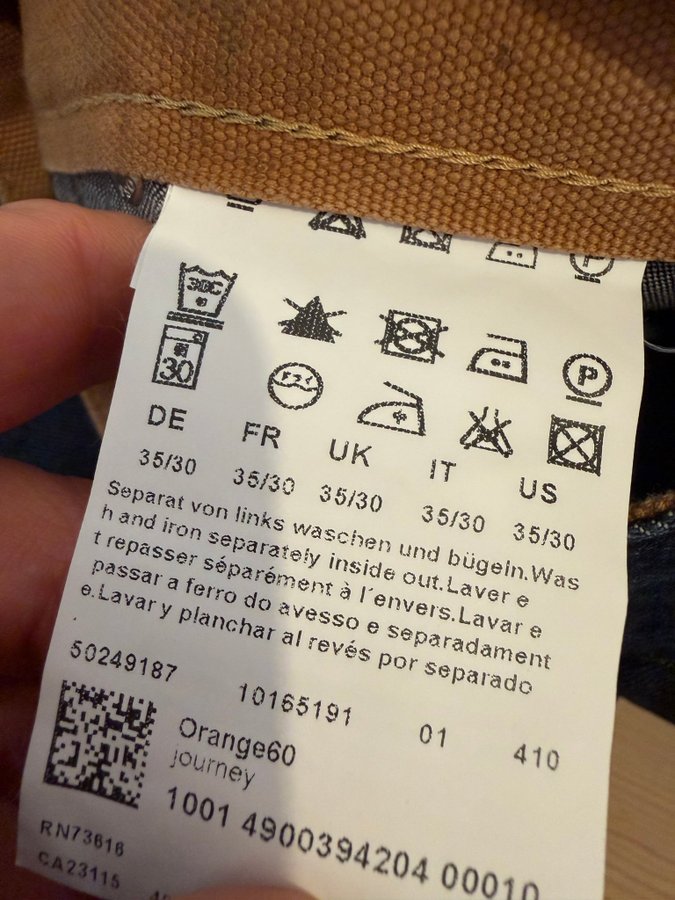 P
30C
P
30
DE FR UK IT US
35/30 35/30 35/30 35/30 35/30
Separat von links waschen und bügeln.Was
h and iron separately inside out.Laver e
t repasser séparément à l´envers.Lavar e
passar a ferro do avesso e separadament
e.Lavar y planchar al revés por separado
50249187 10165191 01 410
Orange60
journey
1001 4900394204 00010
RN73616
CA23115